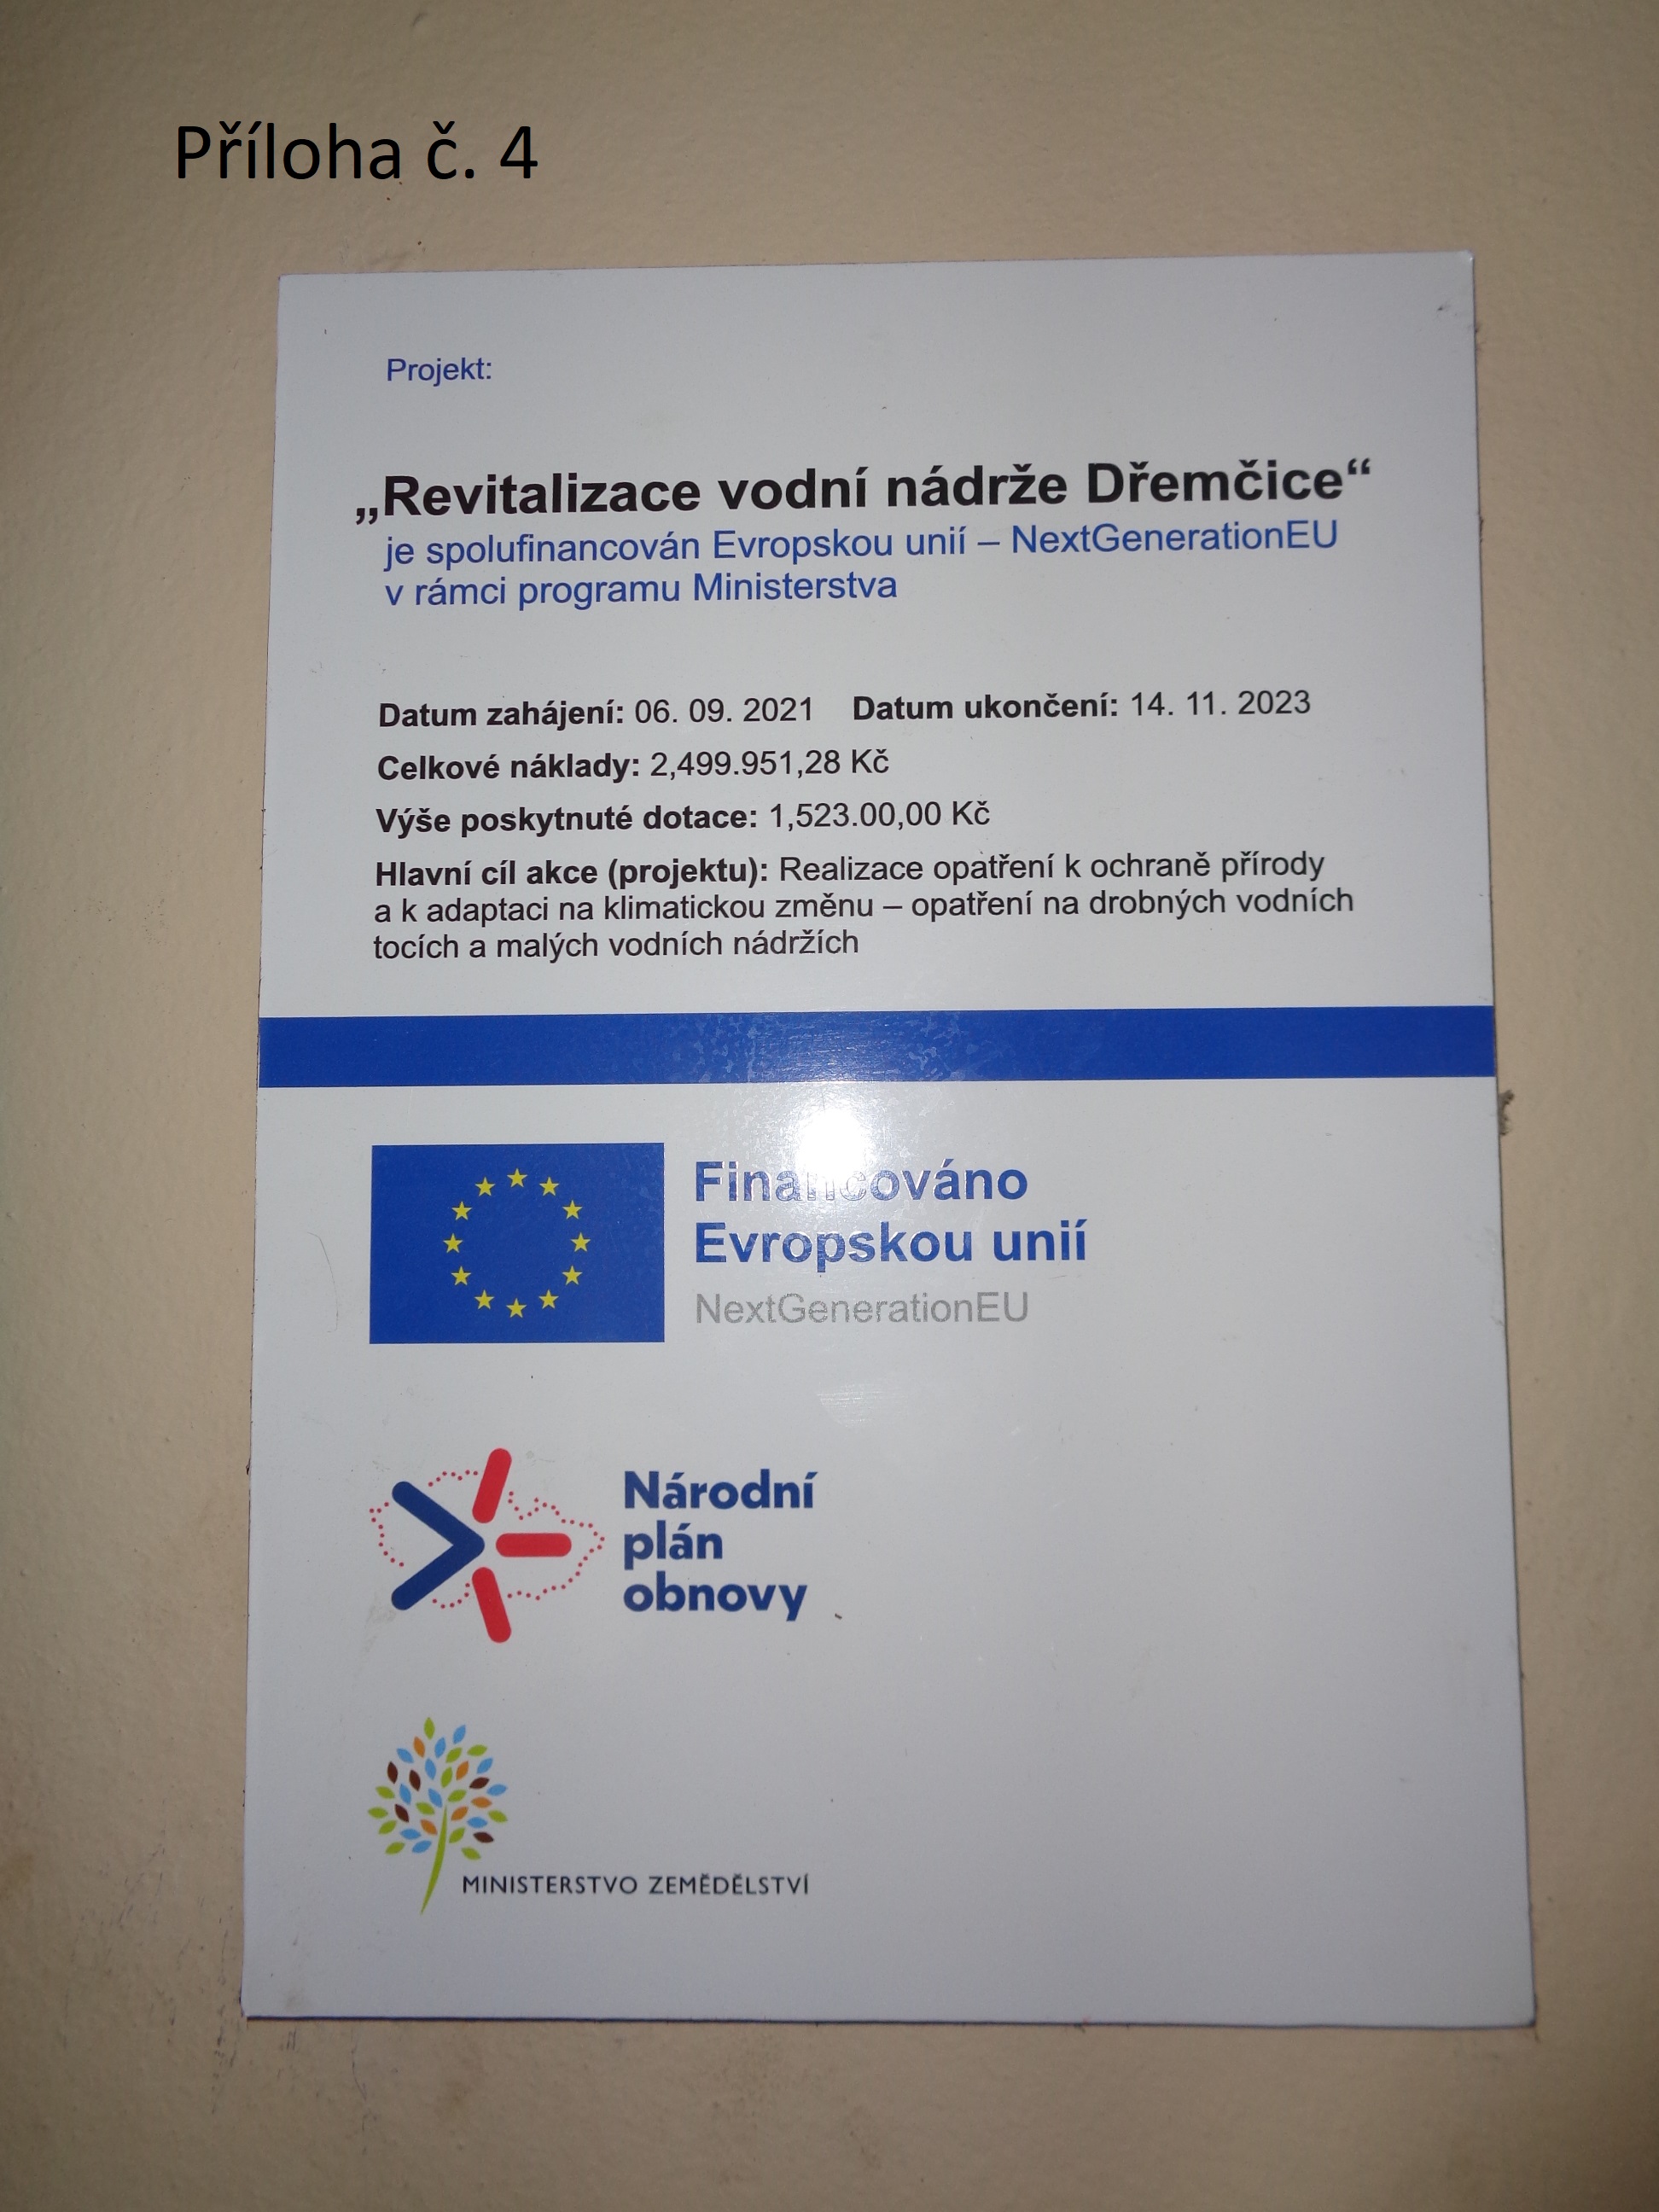 Příloha č. 4
Projekt:
„Revitalizace vodní nádrže Dřemčice“
je spolufinancován Evropskou unií – NextGenerationEU
v rámci programu Ministerstva
Datum zahájení: 06. 09. 2021 Datum ukončení: 14. 11. 2023
Celkové náklady: 2,499.951,28 Kč
Výše poskytnuté dotace: 1,523.00,00 Kč
Hlavní cíl akce (projektu): Realizace opatření k ochraně přírody
a k adaptaci na klimatickou změnu – opatření na drobných vodních
tocích a malých vodních nádržích
Financováno
Evropskou unií
NextGenerationEU
Národní
plán
obnovy
MINISTERSTVO ZEMĚDĚLSTVÍ